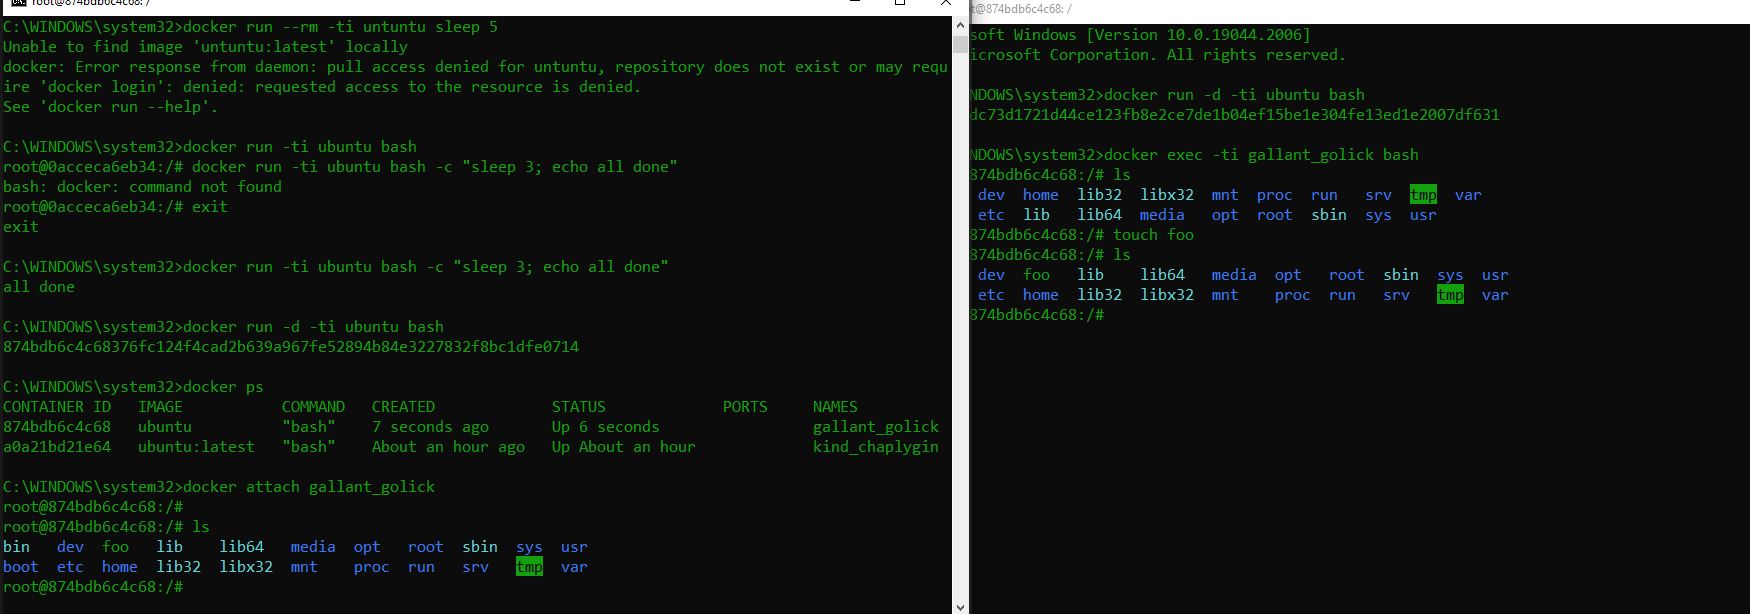 root@874bdb6c4c68: /
C:\WINDOWS\system32>docker run --rm -ti untuntu sleep 5
Unable to find image 'untuntu:latest' locally
docker: Error response from daemon: pull access denied for untuntu, repository does not exist or may requ
ire 'docker login': denied: requested access to the resource is denied.
See 'docker run --help'.
C:\WINDOWS\system32>docker run -ti ubuntu bash
root@0acceca6eb34:/# docker run -ti ubuntu bash -c "sleep 3; echo all done"
bash: docker: command not found
root@0acceca6eb34:/# exit
exit
C:\WINDOWS\system32>docker run -ti ubuntu bash -c "sleep 3; echo all done"
all done
C:\WINDOWS\system32>docker run -d -ti ubuntu bash
874bdb6c4c68376fc124f4cad2b639a967fe52894b84e3227832f8bc1dfe0714
C:\WINDOWS\system32>docker ps
CONTAINER ID   IMAGE           COMMAND   CREATED             STATUS             PORTS     NAMES
874bdb6c4c68   ubuntu          "bash"    7 seconds ago       Up 6 seconds                 gallant_golick
a0a21bd21e64   ubuntu:latest   "bash"    About an hour ago   Up About an hour             kind_chaplygin
C:\WINDOWS\system32>docker attach gallant_golick
root@874bdb6c4c68:/#
root@874bdb6c4c68:/# ls
bin   dev  foo   lib    lib64   media  opt   root  sbin  sys  usr
boot  etc  home  lib32  libx32  mnt    proc  run   srv   tmp  var
root@874bdb6c4c68:/#
t@874bdb6c4c68: /
soft Windows [Version 10.0.19044.2006]
icrosoft Corporation. All rights reserved.
NDOWS\system32>docker run -d -ti ubuntu bash
dc73d1721d44ce123fb8e2ce7de1b04ef15be1e304fe13ed1e2007df631
NDOWS\system32>docker exec -ti gallant_golick bash
874bdb6c4c68:/# ls
dev  home  lib32  libx32  mnt  proc  run   srv  tmp  var
etc  lib   lib64  media   opt  root  sbin  sys  usr
874bdb6c4c68:/# touch foo
874bdb6c4c68:/# ls
dev  foo   lib    lib64   media  opt   root  sbin  sys  usr
etc  home  lib32  libx32  mnt    proc  run   srv   tmp  var
874bdb6c4c68:/#